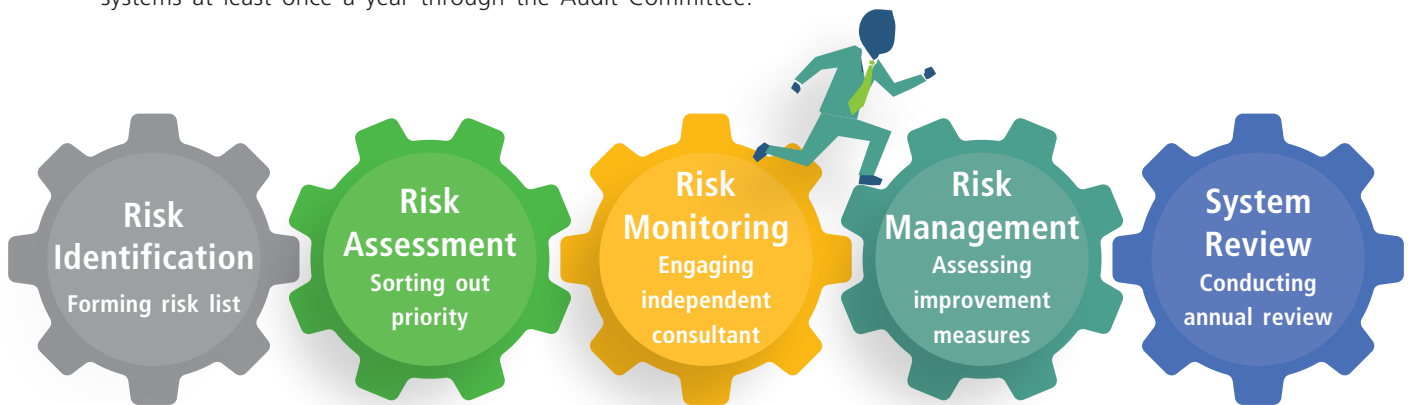 systems at least once a year through the Audit Committee.
Risk
Identification
Forming risk list
Risk
Assessment
Sorting out
priority
Risk
Monitoring
Engaging
independent
consultant
Risk
Management
Assessing
improvement
measures
System
Review
Conducting
annual review